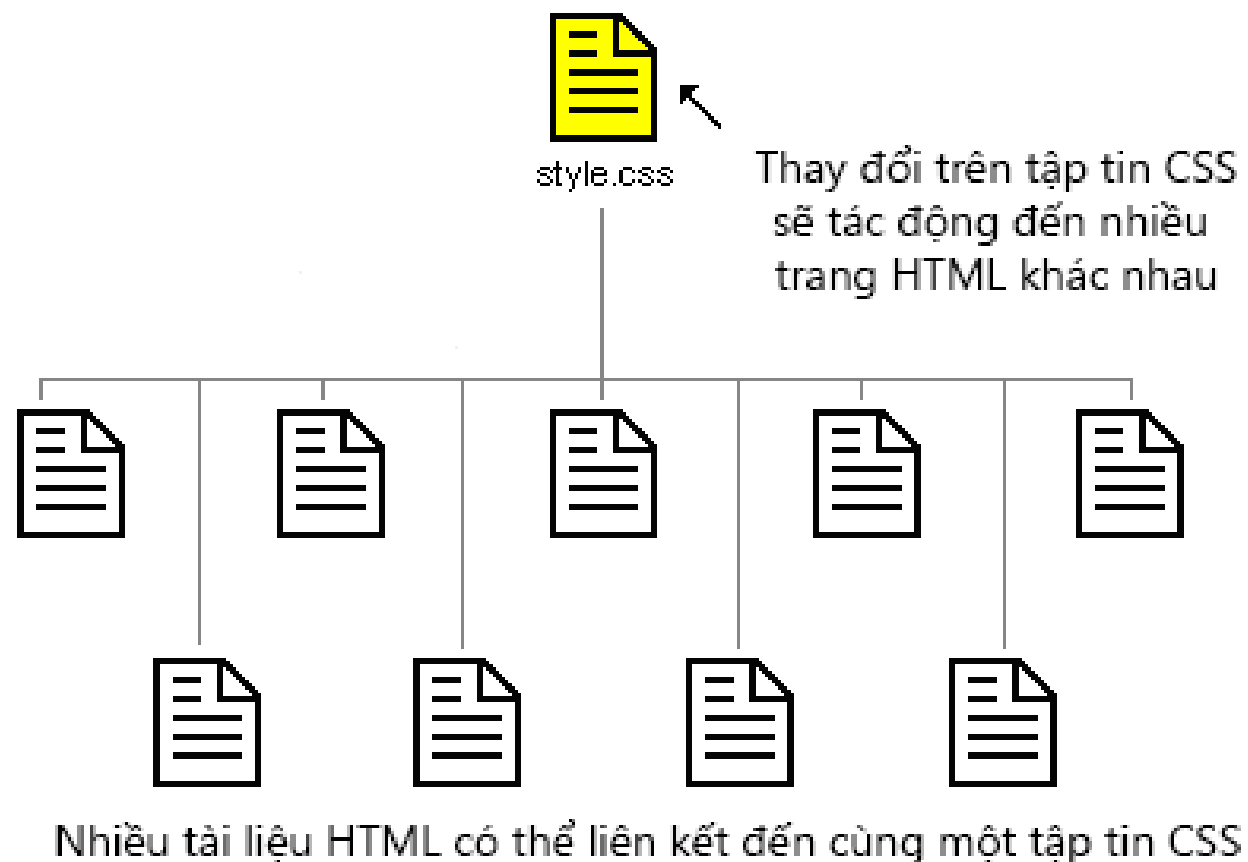 style.css
Thay đổi trên tập tin CSS
sẽ tác động đến nhiều
trang HTML khác nhau
Nhiều tài liệu HTML có thể liên kết đến cùng một tập tin CSS